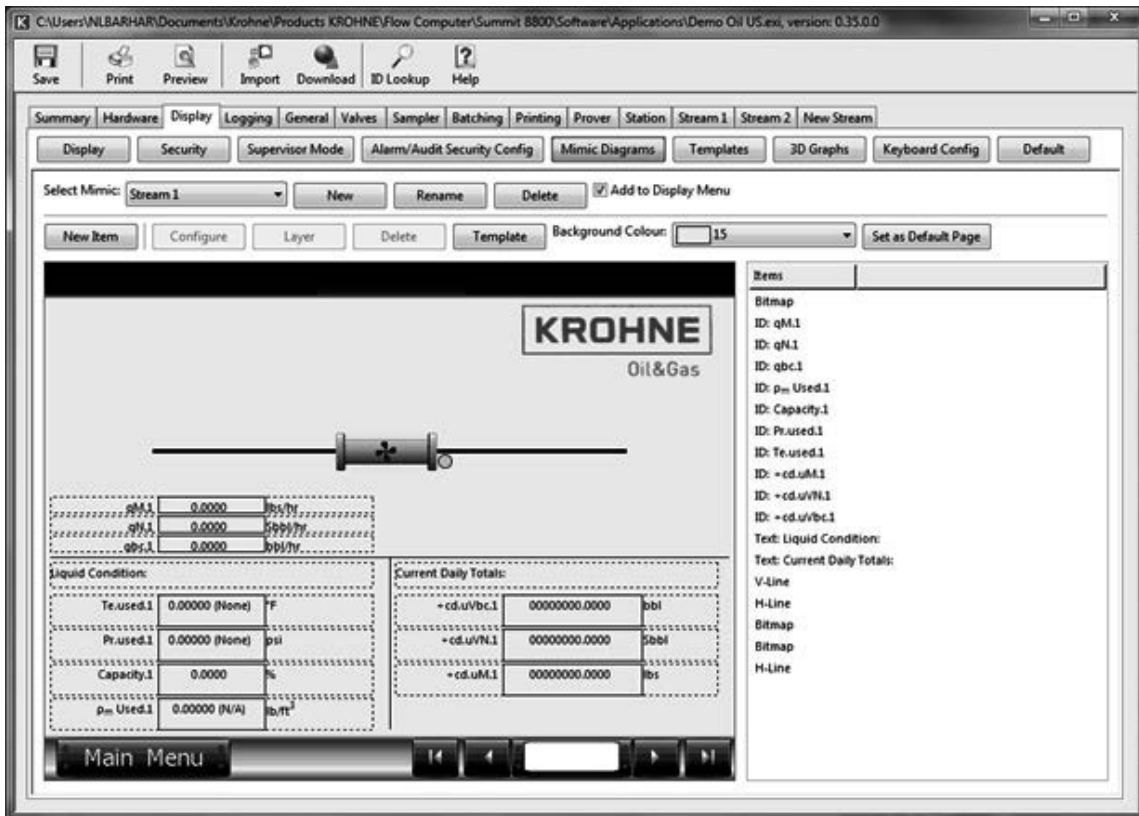 C:\Users\NLBARHAR\Documents\Krohne\Products KROHNE\Flow Computer\Summit 8800\Software\Applications\Demo Oil US.exi, version: 0.35.0.0
Save Print Preview Import Download ID Lookup Help
Summary Hardware Display Logging General Valves Sampler Batching Printing Prover Station Stream 1 Stream 2 New Stream
Display Security Supervisor Mode Alarm/Audit Security Config Mimic Diagrams Templates 3D Graphs Keyboard Config Default
Select Mimic: Stream 1 New Rename Delete Add to Display Menu
New Item Configure Layer Delete Template Background Colour: 15 Set as Default Page
KROHNE
Oil&Gas
qM.1 0.0000 lbs/hr
qN.1 0.0000 Sbbl/hr
qbc.1 0.0000 bbl/hr
Liquid Condition:
Te.used.1 0.00000 (None) °F
Pr.used.1 0.00000 (None) psi
Capacity.1 0.0000 %
ρm Used.1 0.00000 (N/A) lb/ft³
Current Daily Totals:
+cd.uVbc.1 00000000.0000 bbl
+cd.uVN.1 00000000.0000 Sbbl
+cd.uM.1 00000000.0000 lbs
Main Menu
Items
Bitmap
ID: qM.1
ID: qN.1
ID: qbc.1
ID: ρm Used.1
ID: Capacity.1
ID: Pr.used.1
ID: Te.used.1
ID: +cd.uM.1
ID: +cd.uVN.1
ID: +cd.uVbc.1
Text: Liquid Condition:
Text: Current Daily Totals:
V-Line
H-Line
Bitmap
Bitmap
H-Line